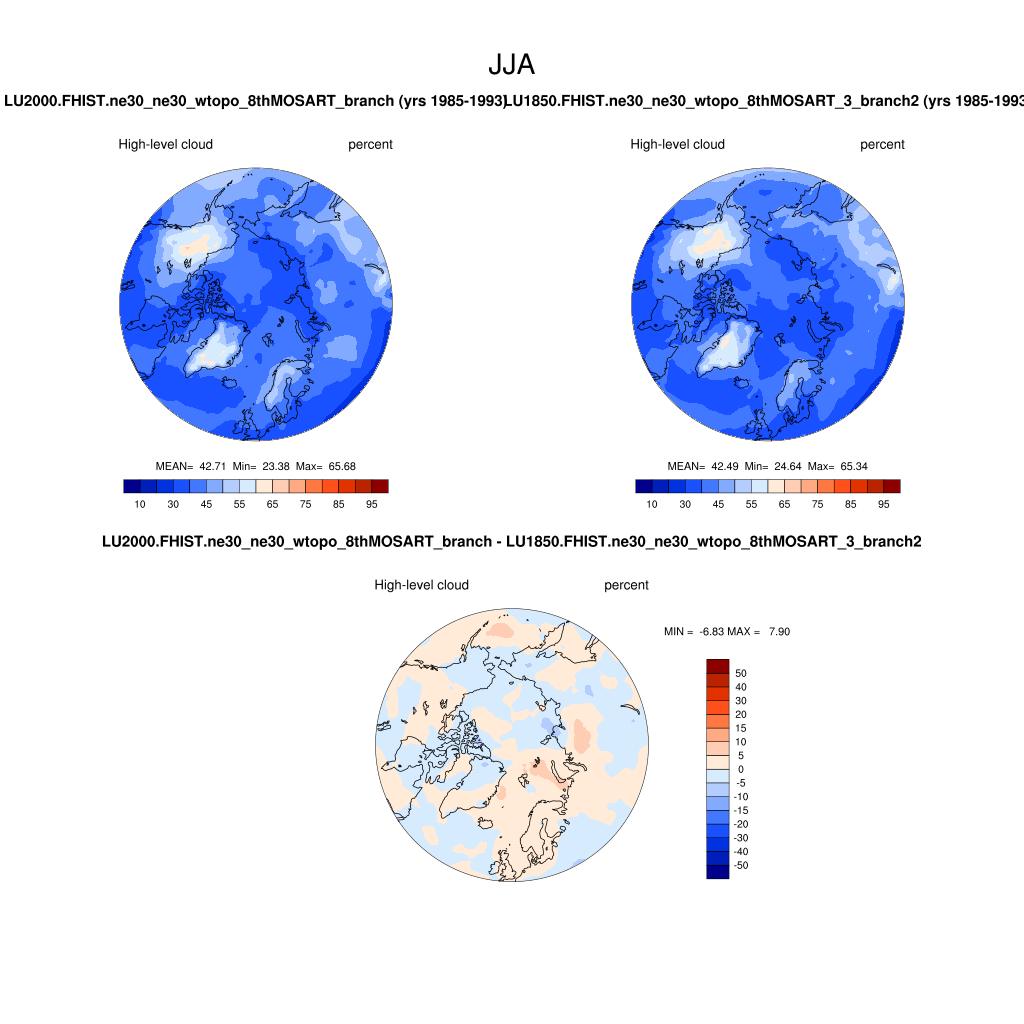 JJA
LU2000.FHIST.ne30_ne30_wtopo_8thMOSART_branch (yrs 1985-1993)
LU1850.FHIST.ne30_ne30_wtopo_8thMOSART_3_branch2 (yrs 1985-1993
High-level cloud percent
High-level cloud percent
MEAN= 42.71 Min= 23.38 Max= 65.68
MEAN= 42.49 Min= 24.64 Max= 65.34
10 30 45 55 65 75 85 95
10 30 45 55 65 75 85 95
LU2000.FHIST.ne30_ne30_wtopo_8thMOSART_branch - LU1850.FHIST.ne30_ne30_wtopo_8thMOSART_3_branch2
High-level cloud percent
MIN = -6.83 MAX = 7.90
50
40
30
20
15
10
5
0
-5
-10
-15
-20
-30
-40
-50